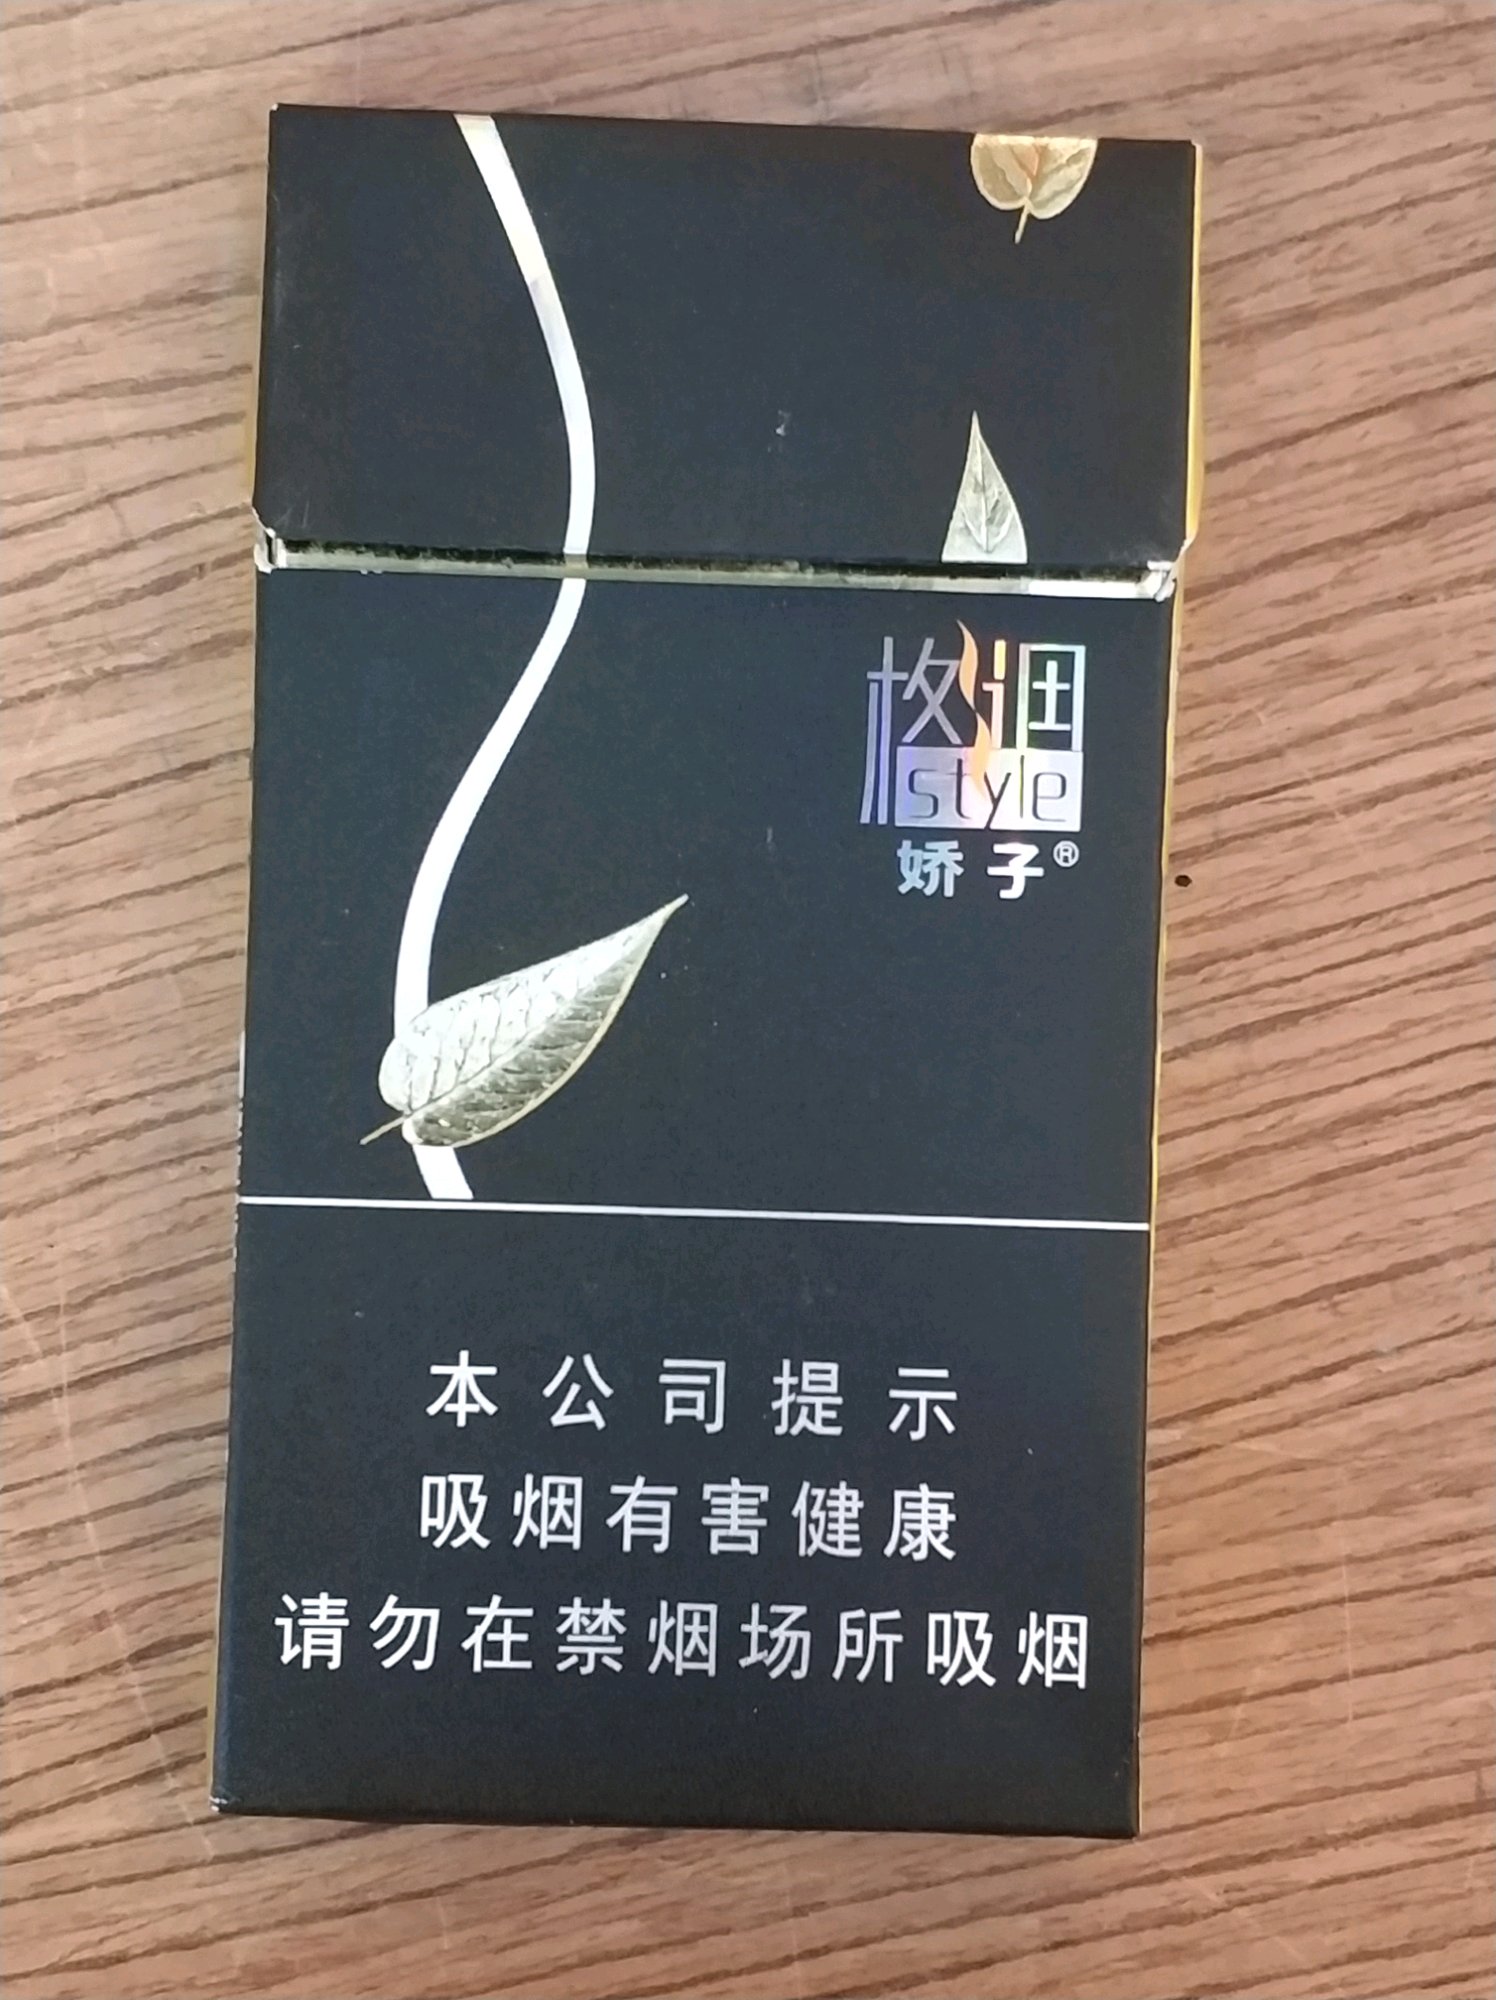 格调
style
娇子®
本公司提示
吸烟有害健康
请勿在禁烟场所吸烟